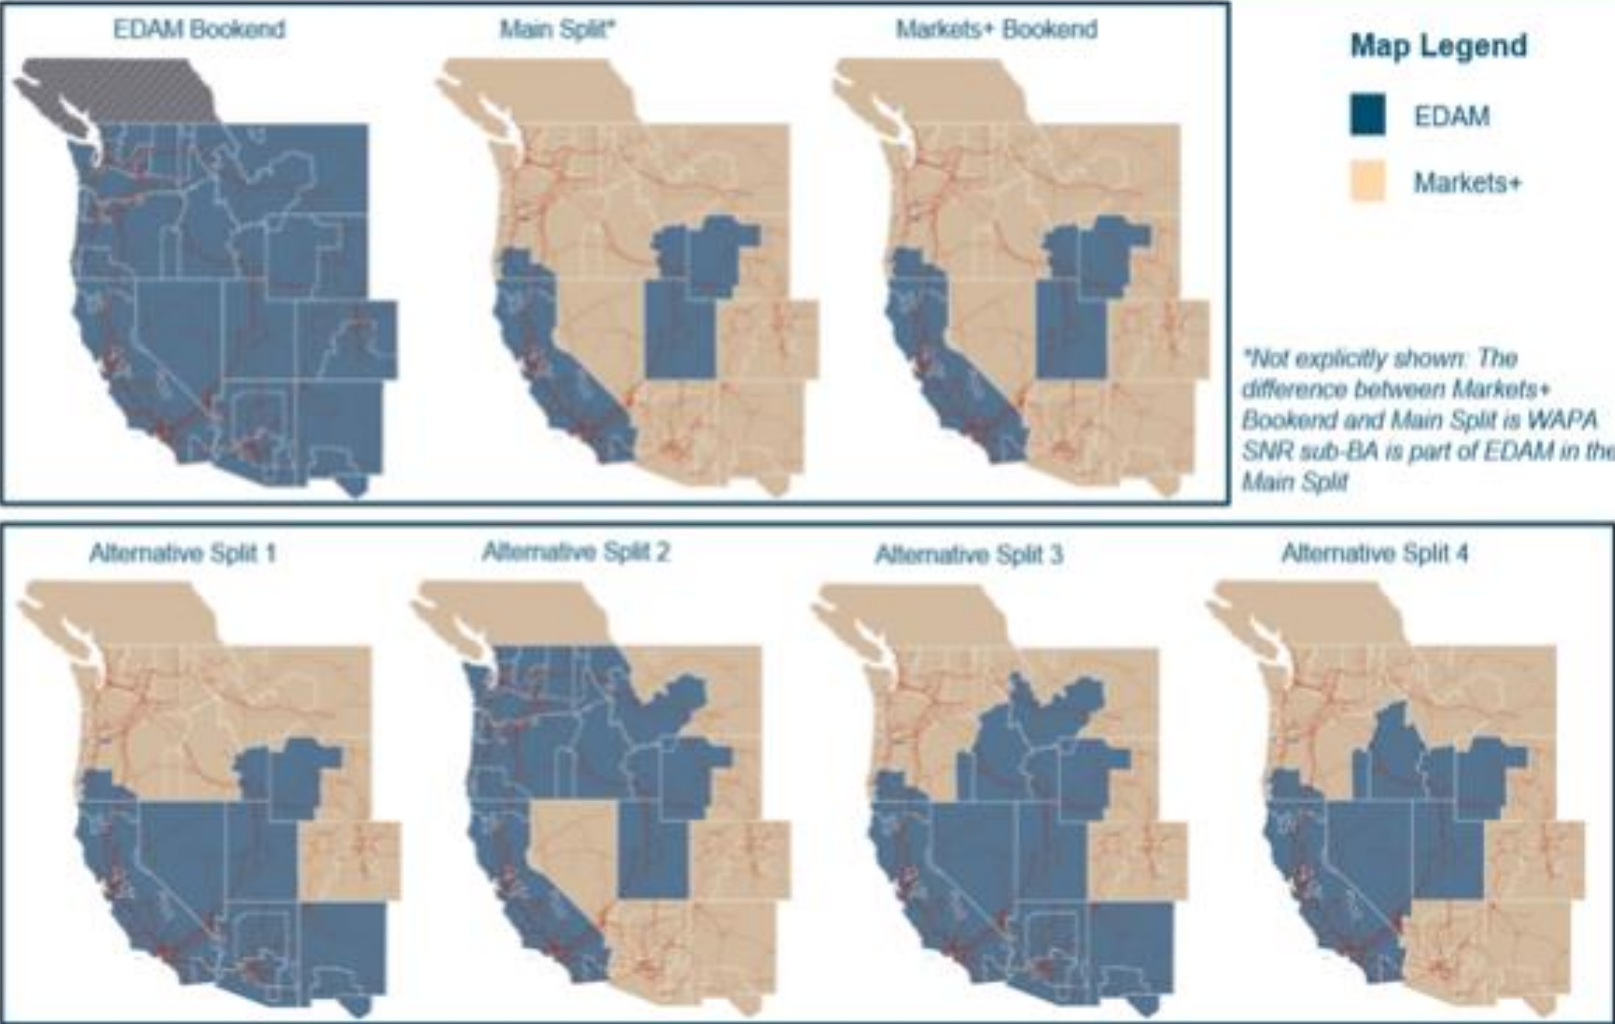 EDAM Bookend
Main Split*
Markets+ Bookend
Map Legend
EDAM
Markets+
*Not explicitly shown: The
difference between Markets+
Bookend and Main Split is WAPA
SNR sub-BA is part of EDAM in the
Main Split
Alternative Split 1
Alternative Split 2
Alternative Split 3
Alternative Split 4